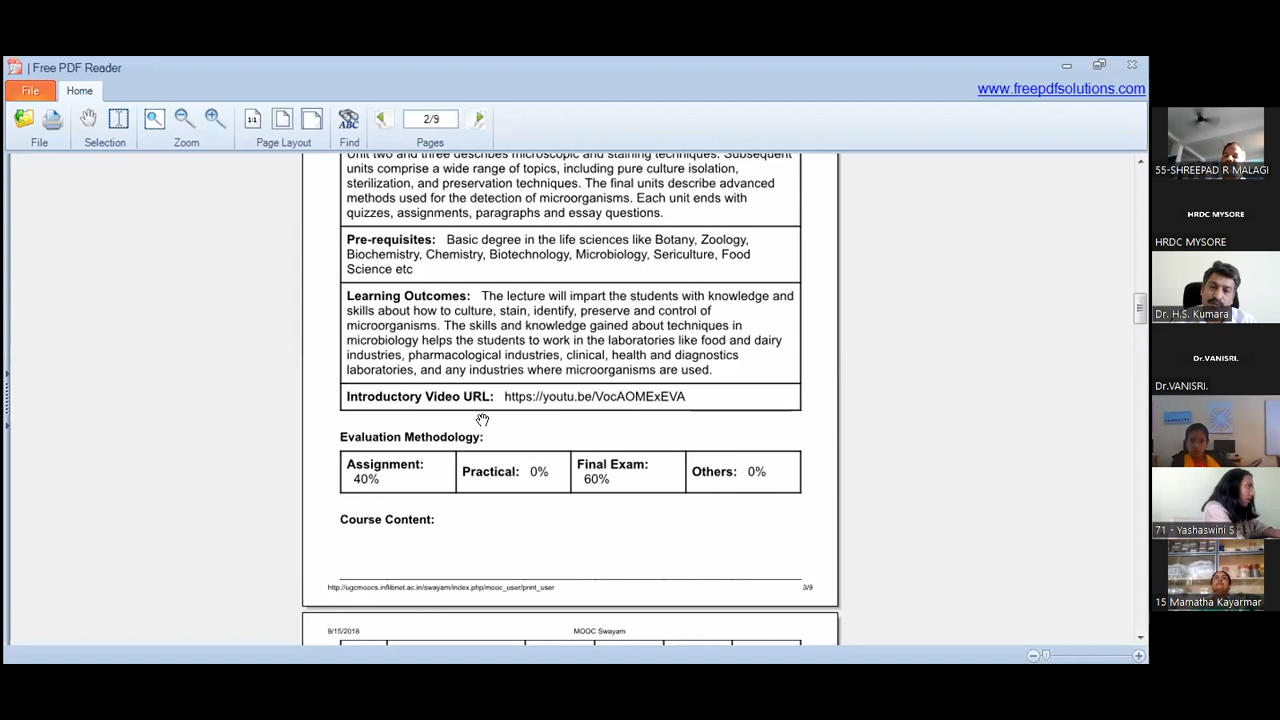 | Free PDF Reader
File
Home
www.freepdfsolutions.com
1:1
ABC
2/9
File
Selection
Zoom
Page Layout
Find
Pages
Unit two and three describes microscopic and staining techniques. Subsequent
units comprise a wide range of topics, including pure culture isolation,
sterilization, and preservation techniques. The final units describe advanced
methods used for the detection of microorganisms. Each unit ends with
quizzes, assignments, paragraphs and essay questions.
Pre-requisites: Basic degree in the life sciences like Botany, Zoology,
Biochemistry, Chemistry, Biotechnology, Microbiology, Sericulture, Food
Science etc
Learning Outcomes: The lecture will impart the students with knowledge and
skills about how to culture, stain, identify, preserve and control of
microorganisms. The skills and knowledge gained about techniques in
microbiology helps the students to work in the laboratories like food and dairy
industries, pharmacological industries, clinical, health and diagnostics
laboratories, and any industries where microorganisms are used.
Introductory Video URL: https://youtu.be/VocAOMExEVA
Evaluation Methodology:
Assignment: 40%
Practical: 0%
Final Exam: 60%
Others: 0%
Course Content:
http://ugcmoocs.inflibnet.ac.in/swayam/index.php/mooc_user/print_user
3/9
9/15/2018
MOOC Swayam
55-SHREEPAD R MALAGI
HRDC MYSORE
HRDC MYSORE
Dr. H.S. Kumara
Dr.VANISRI.
Dr.VANISRI.
71 - Yashaswini S
15 Mamatha Kayarmar